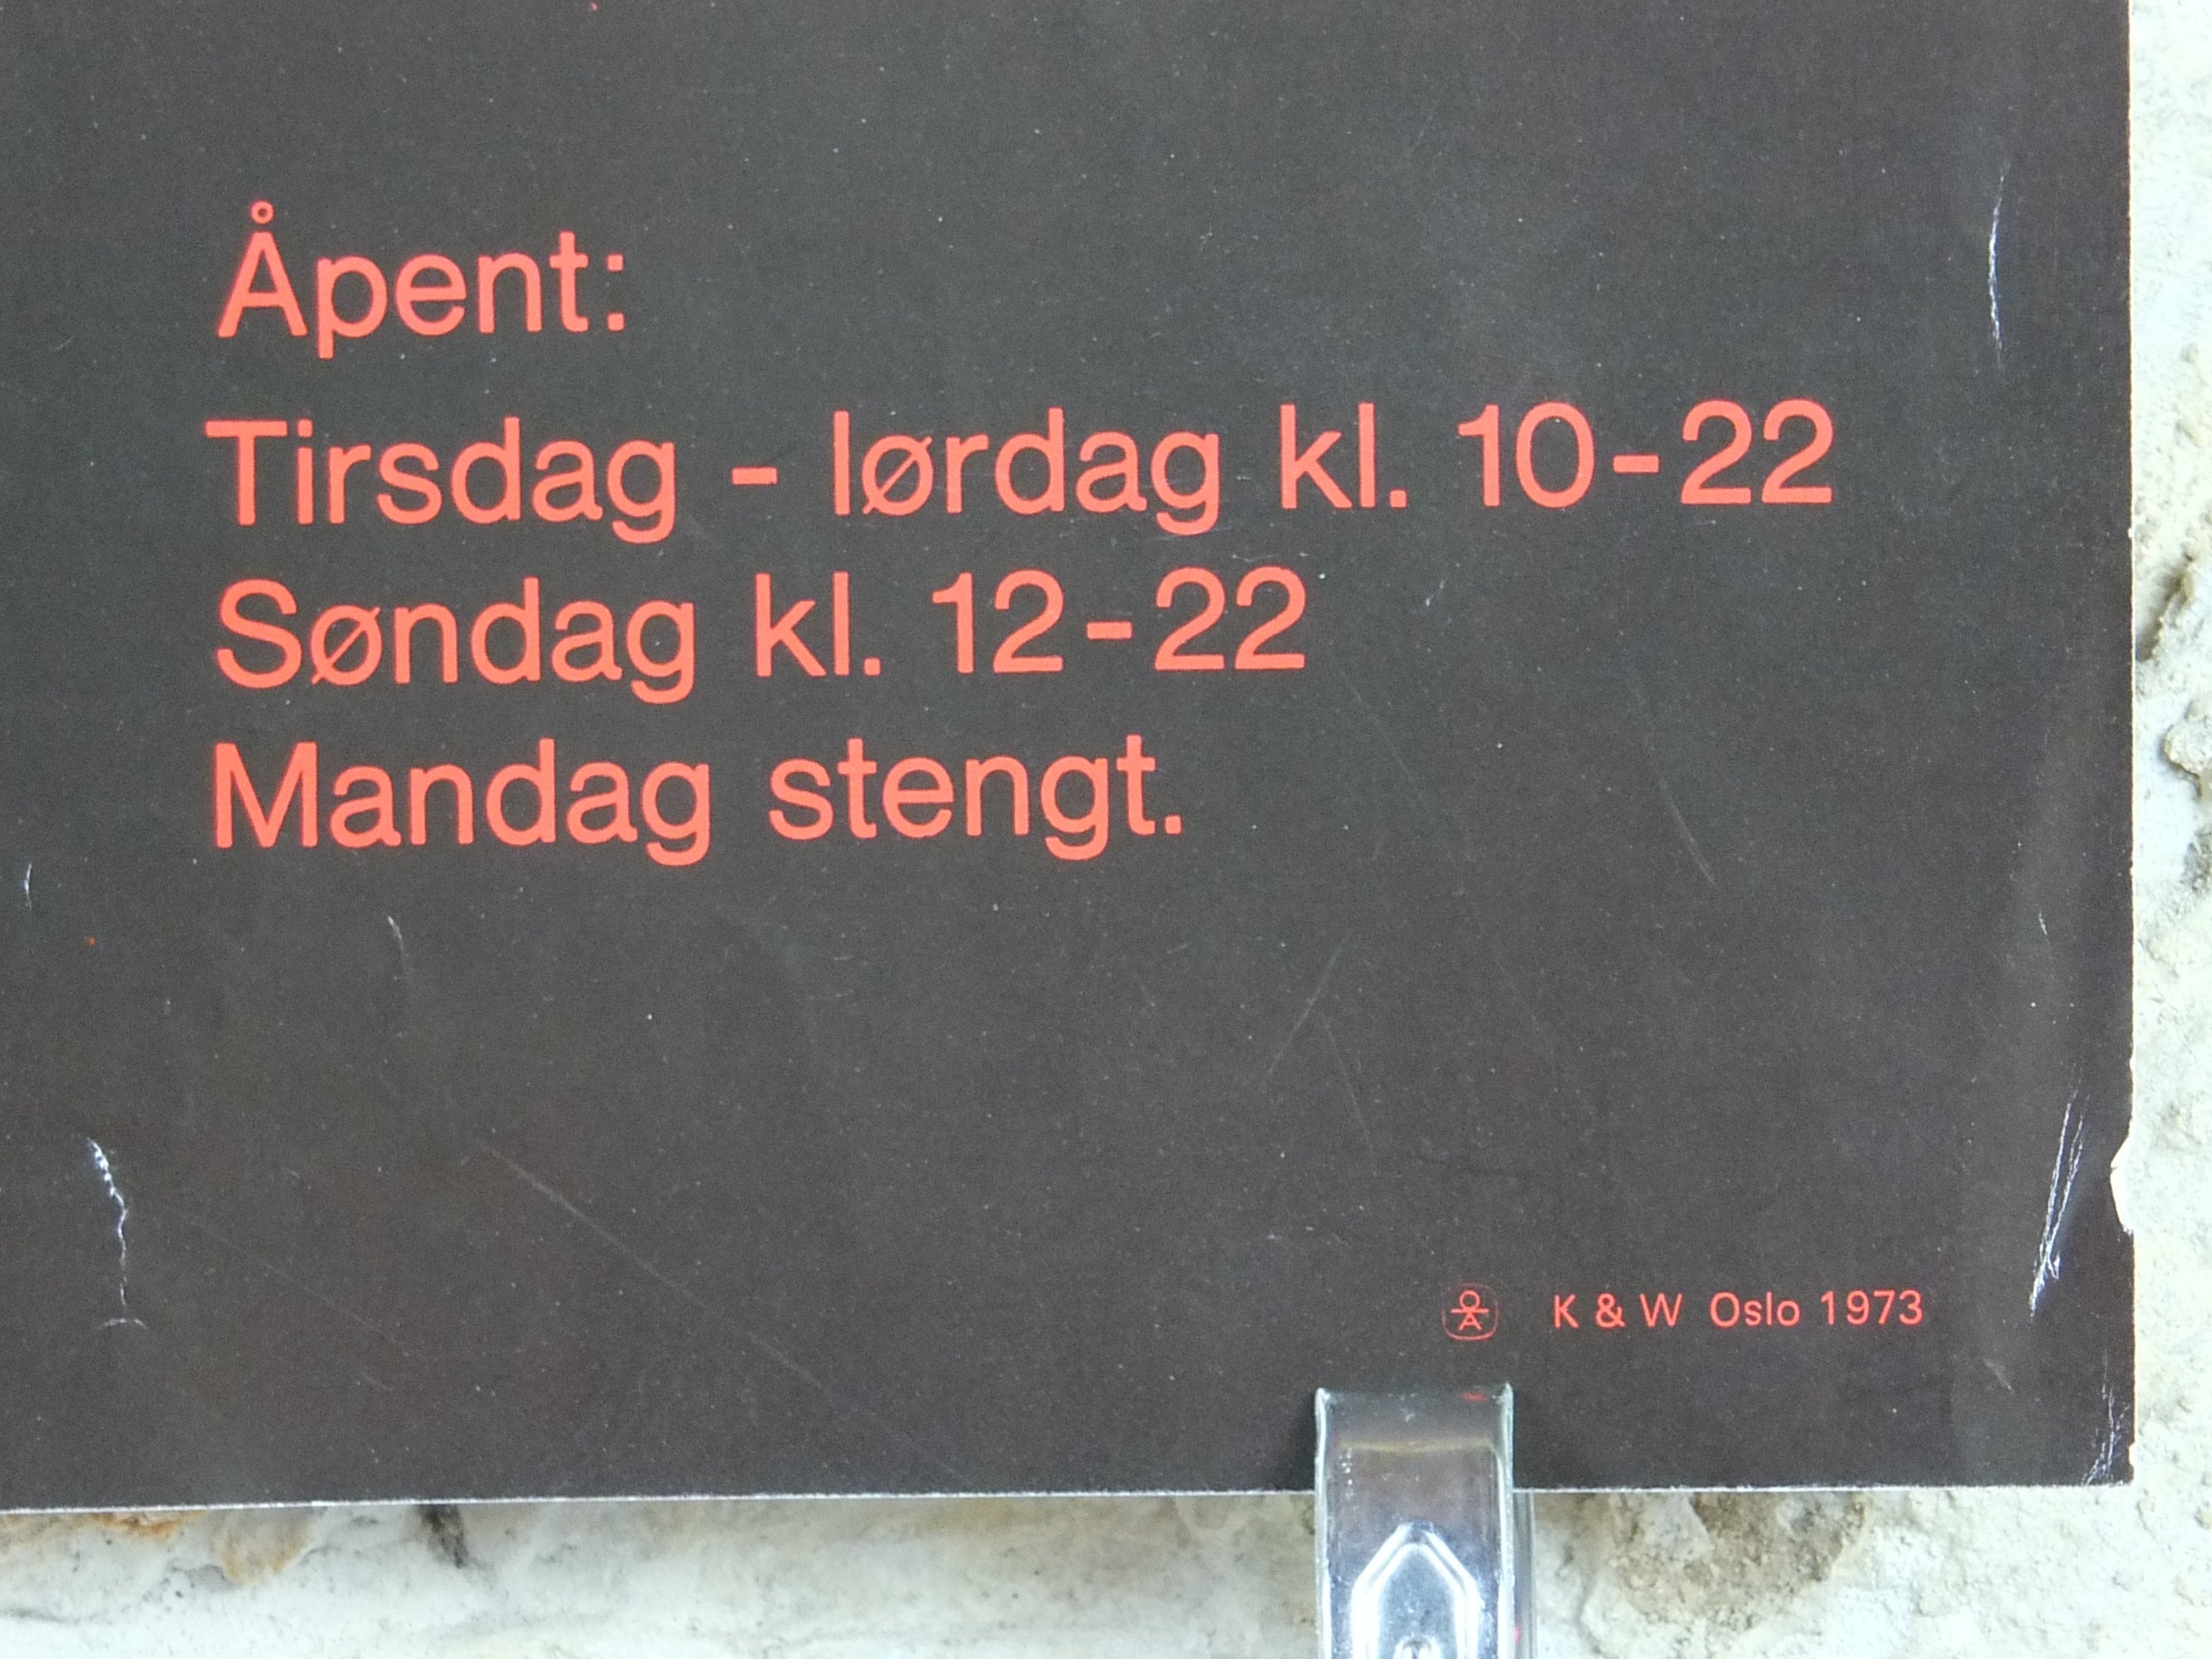 Åpent:
Tirsdag - lørdag kl. 10-22
Søndag kl. 12-22
Mandag stengt.
K & W Oslo 1973